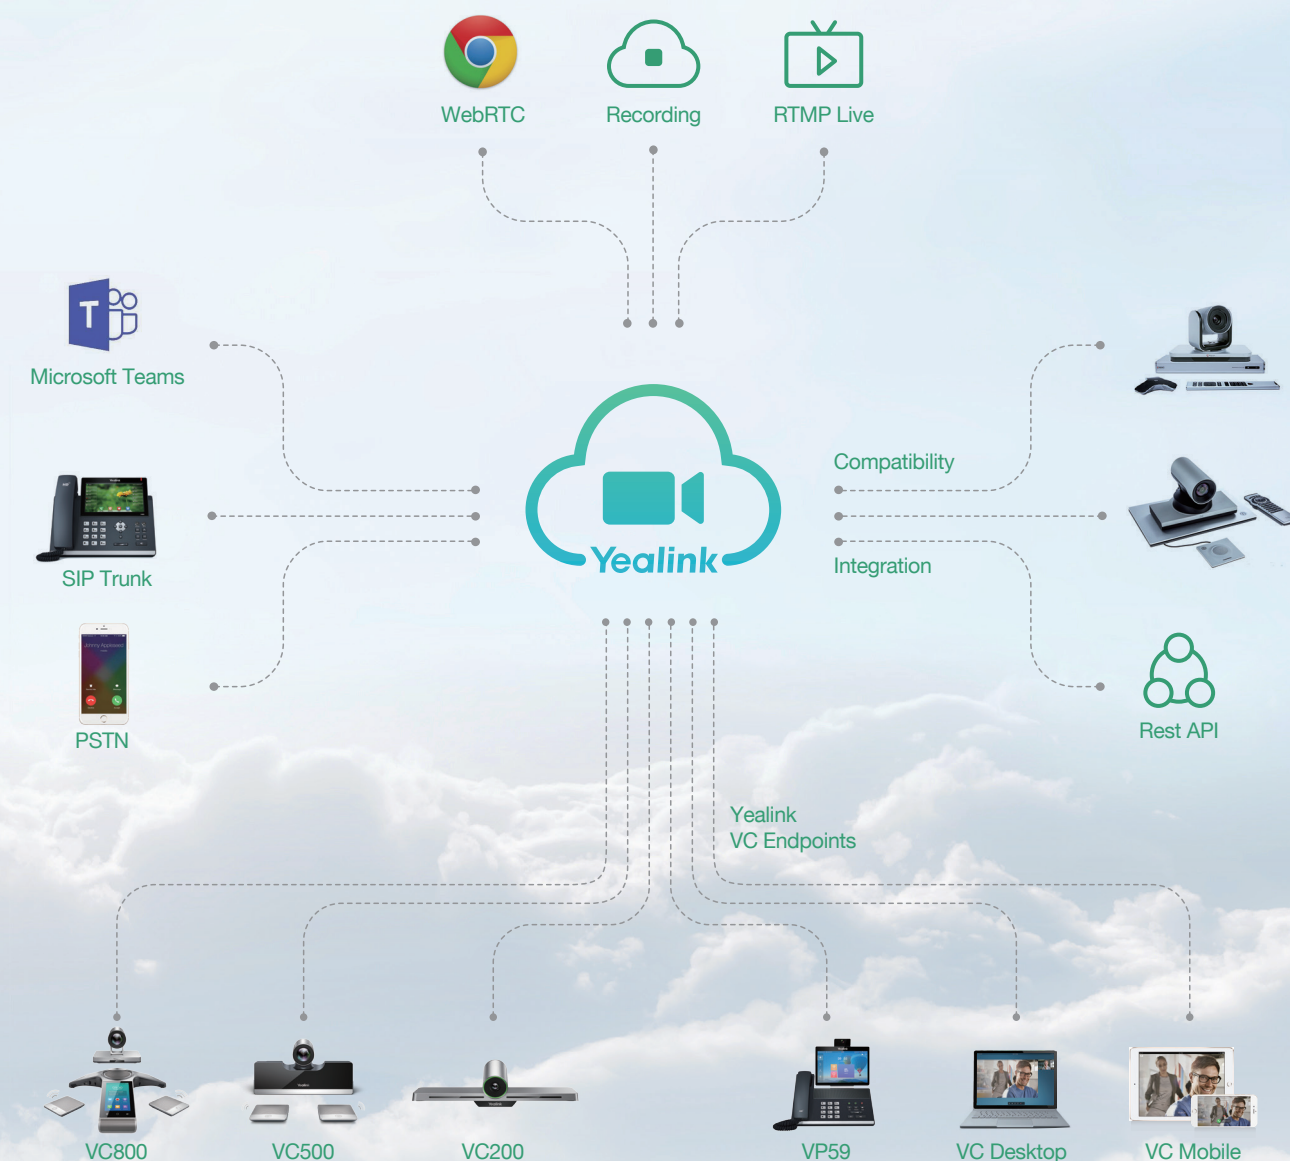 WebRTC
Recording
RTMP Live
Microsoft Teams
T
Compatibility
Yealink
Integration
SIP Trunk
PSTN
Rest API
Yealink
VC Endpoints
VC800
VC500
VC200
VP59
VC Desktop
VC Mobile